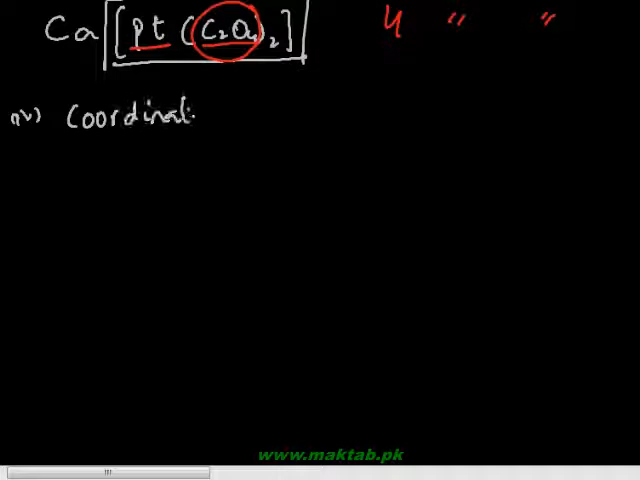 Ca [Pt (C₂O₄)₂] 4 " "
iv) Coordinat
www.maktab.pk